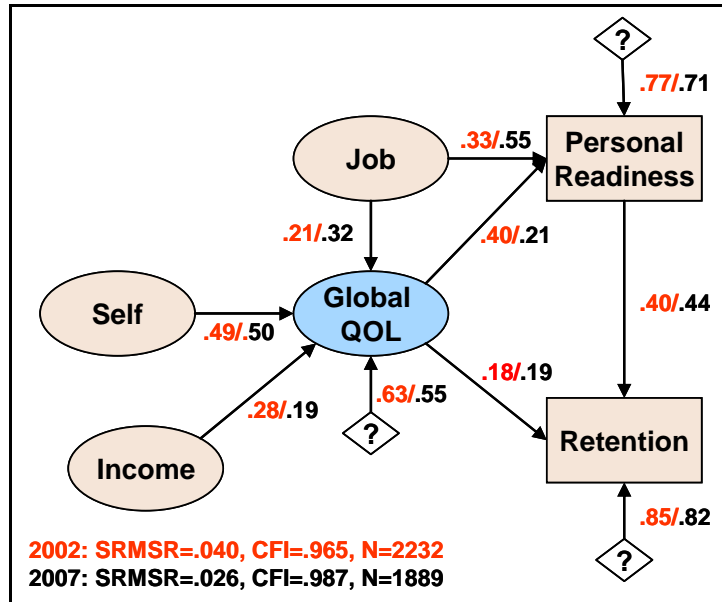 ?
.77/.71
Personal
Readiness
Job
.33/.55
.21/.32
.40/.21
Self
.49/.50
Global
QOL
.40/.44
.18/.19
.28/.19
.63/.55
?
Income
Retention
.85/.82
?
2002: SRMSR=.040, CFI=.965, N=2232
2007: SRMSR=.026, CFI=.987, N=1889